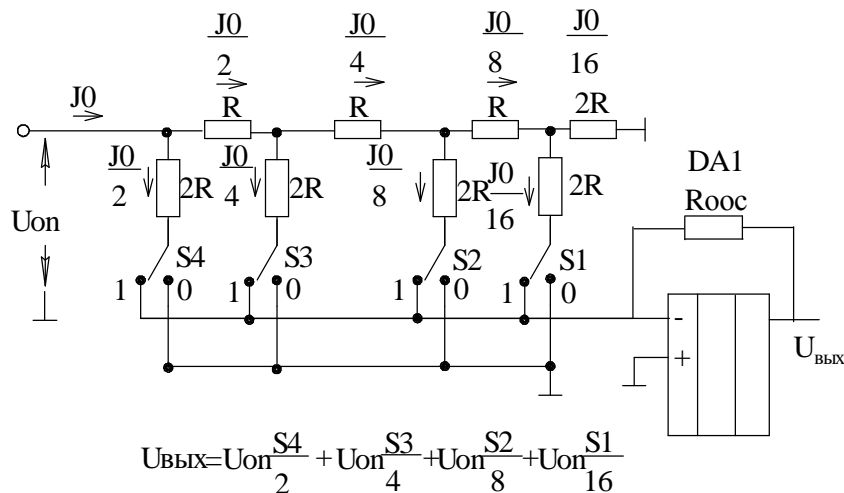 J0/2 J0/4 J0/8 J0/16
J0 R R R 2R
J0/2 2R J0/4 2R J0/8 2R J0/16 2R
DA1
Rooc
Uon
S4 S3 S2 S1
1 0 1 0 1 0 1 0
-
+
Uвых
Uвых=Uon S4/2 + Uon S3/4 + Uon S2/8 + Uon S1/16